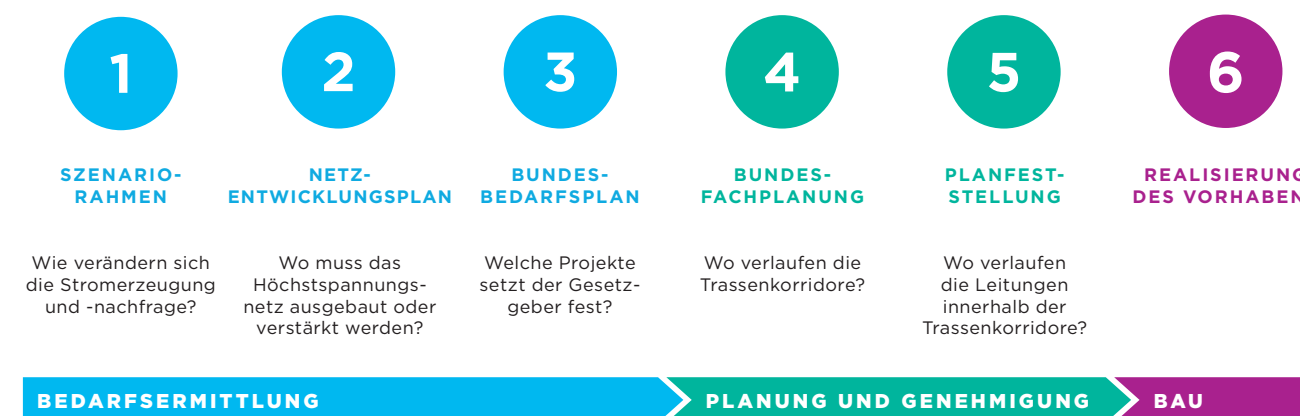 1
2
3
4
5
6
SZENARIO-
RAHMEN
NETZ-
ENTWICKLUNGSPLAN
BUNDES-
BEDARFSPLAN
BUNDES-
FACHPLANUNG
PLANFEST-
STELLUNG
REALISIERUNG
DES VORHABEN
Wie verändern sich
die Stromerzeugung
und -nachfrage?
Wo muss das
Höchstspannungs-
netz ausgebaut oder
verstärkt werden?
Welche Projekte
setzt der Gesetz-
geber fest?
Wo verlaufen die
Trassenkorridore?
Wo verlaufen
die Leitungen
innerhalb der
Trassenkorridore?
BEDARFSERMITTLUNG
PLANUNG UND GENEHMIGUNG
BAU